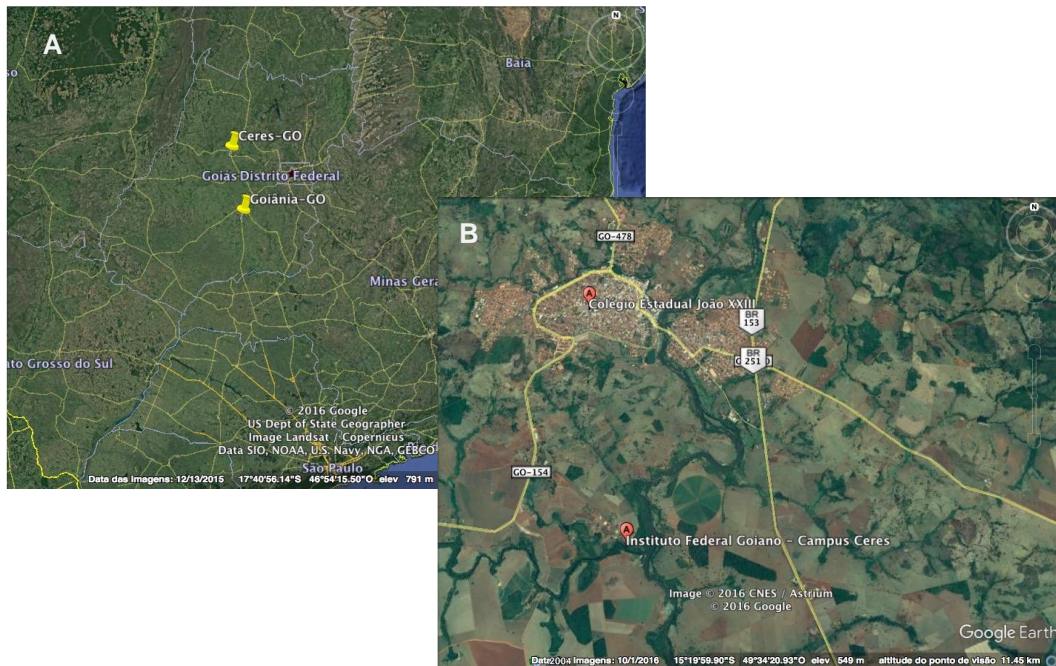 A
N
Baia
Ceres-GO
Goiás Distrito Federal
Goiânia-GO
Minas Gera
ato Grosso do Sul
© 2016 Google
US Dept of State Geographer
Image Landsat / Copernicus
Data SIO, NOAA, U.S. Navy, NGA, GEBCO
São Paulo
Data das imagens: 12/13/2015 17°40'56.14"S 46°54'15.50"O elev 791 m
B
N
GO-478
A
Colégio Estadual João XXIII
BR
153
BR
251
GO-154
A
Instituto Federal Goiano - Campus Ceres
Image © 2016 CNES / Astrium
© 2016 Google
Google Earth
2004 imagens: 10/1/2016 15°19'59.90"S 49°34'20.93"O elev 549 m altitude do ponto de visão 11.45 km